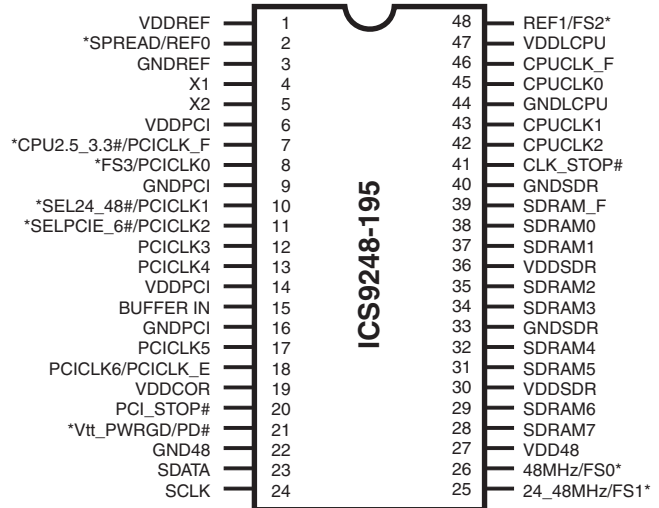 VDDREF 1 48 REF1/FS2*
*SPREAD/REF0 2 47 VDDLCPU
GNDREF 3 46 CPUCLK_F
X1 4 45 CPUCLK0
X2 5 44 GNDLCPU
VDDPCI 6 43 CPUCLK1
*CPU2.5_3.3#/PCICLK_F 7 42 CPUCLK2
*FS3/PCICLK0 8 41 CLK_STOP#
GNDPCI 9 40 GNDSDR
*SEL24_48#/PCICLK1 10 39 SDRAM_F
*SELPCIE_6#/PCICLK2 11 38 SDRAM0
PCICLK3 12 37 SDRAM1
PCICLK4 13 36 VDDSDR
VDDPCI 14 35 SDRAM2
BUFFER IN 15 34 SDRAM3
GNDPCI 16 33 GNDSDR
PCICLK5 17 32 SDRAM4
PCICLK6/PCICLK_E 18 31 SDRAM5
VDDCOR 19 30 VDDSDR
PCI_STOP# 20 29 SDRAM6
*Vtt_PWRGD/PD# 21 28 SDRAM7
GND48 22 27 VDD48
SDATA 23 26 48MHz/FS0*
SCLK 24 25 24_48MHz/FS1*
ICS9248-195